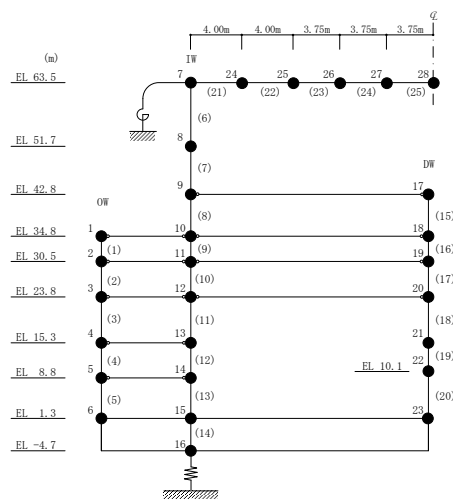 ℄
4.00m 4.00m 3.75m 3.75m 3.75m
(m) IW
EL 63.5 7 24 25 26 27 28
(21) (22) (23) (24) (25)
(6)
EL 51.7 8
(7) DW
EL 42.8 9 17
OW (8) (15)
EL 34.8 1 10 18
(1) (9) (16)
EL 30.5 2 11 19
(2) (10) (17)
EL 23.8 3 12 20
(3) (11) (18)
EL 15.3 4 13 21
(4) (12) (19)
EL 10.1 22
EL 8.8 5 14
(5) (13) (20)
EL 1.3 6 15 23
(14)
EL -4.7 16